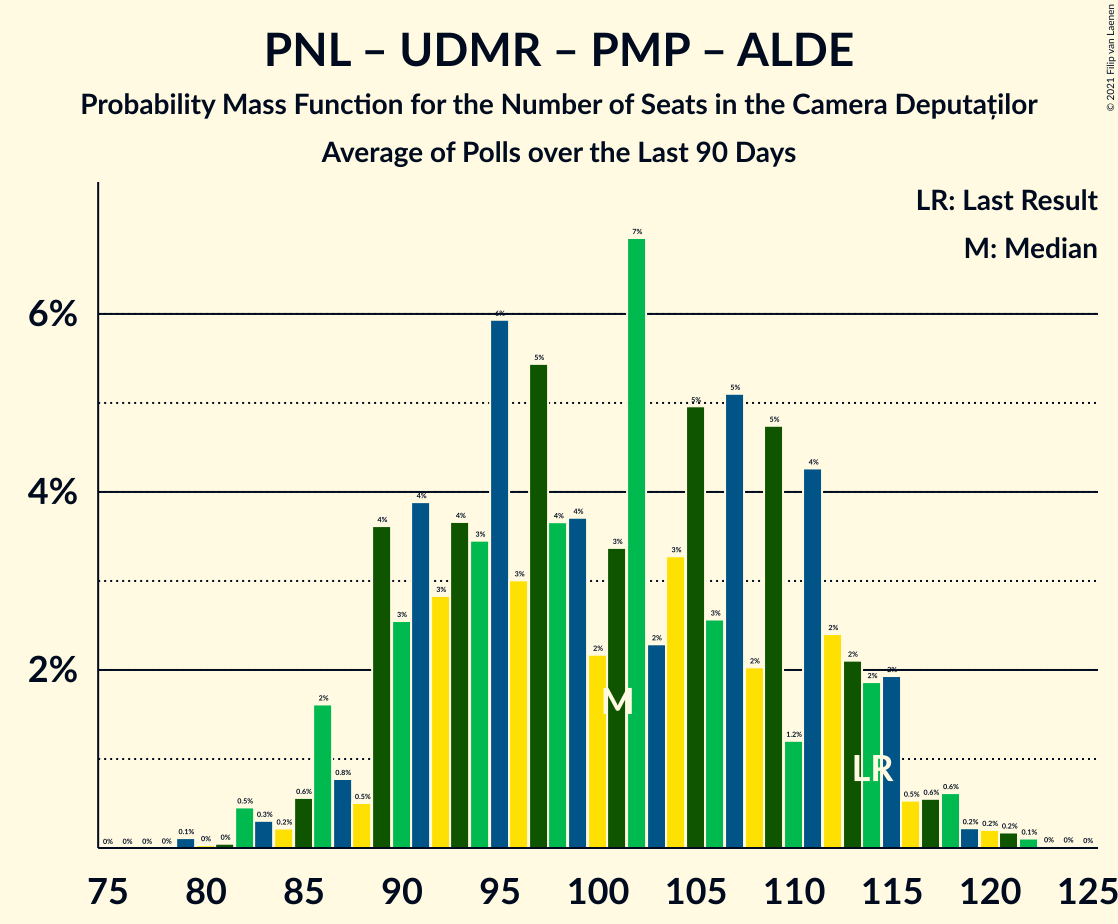 PNL – UDMR – PMP – ALDE
Probability Mass Function for the Number of Seats in the Camera Deputaților
Average of Polls over the Last 90 Days
© 2021 Filip van Laenen
LR: Last Result
M: Median
6%
4%
2%
0% 0% 0% 0% 0.1% 0% 0% 0.5% 0.3% 0.2% 0.6% 2% 0.8% 0.5% 4% 3% 4% 3% 4% 3% 6% 3% 5% 4% 4% 2% 3% 7% 2% 3% 5% 3% 5% 2% 5% 1.2% 4% 2% 2% 2% 2% 0.5% 0.6% 0.6% 0.2% 0.2% 0.2% 0.1% 0% 0% 0%
M
LR
75 80 85 90 95 100 105 110 115 120 125